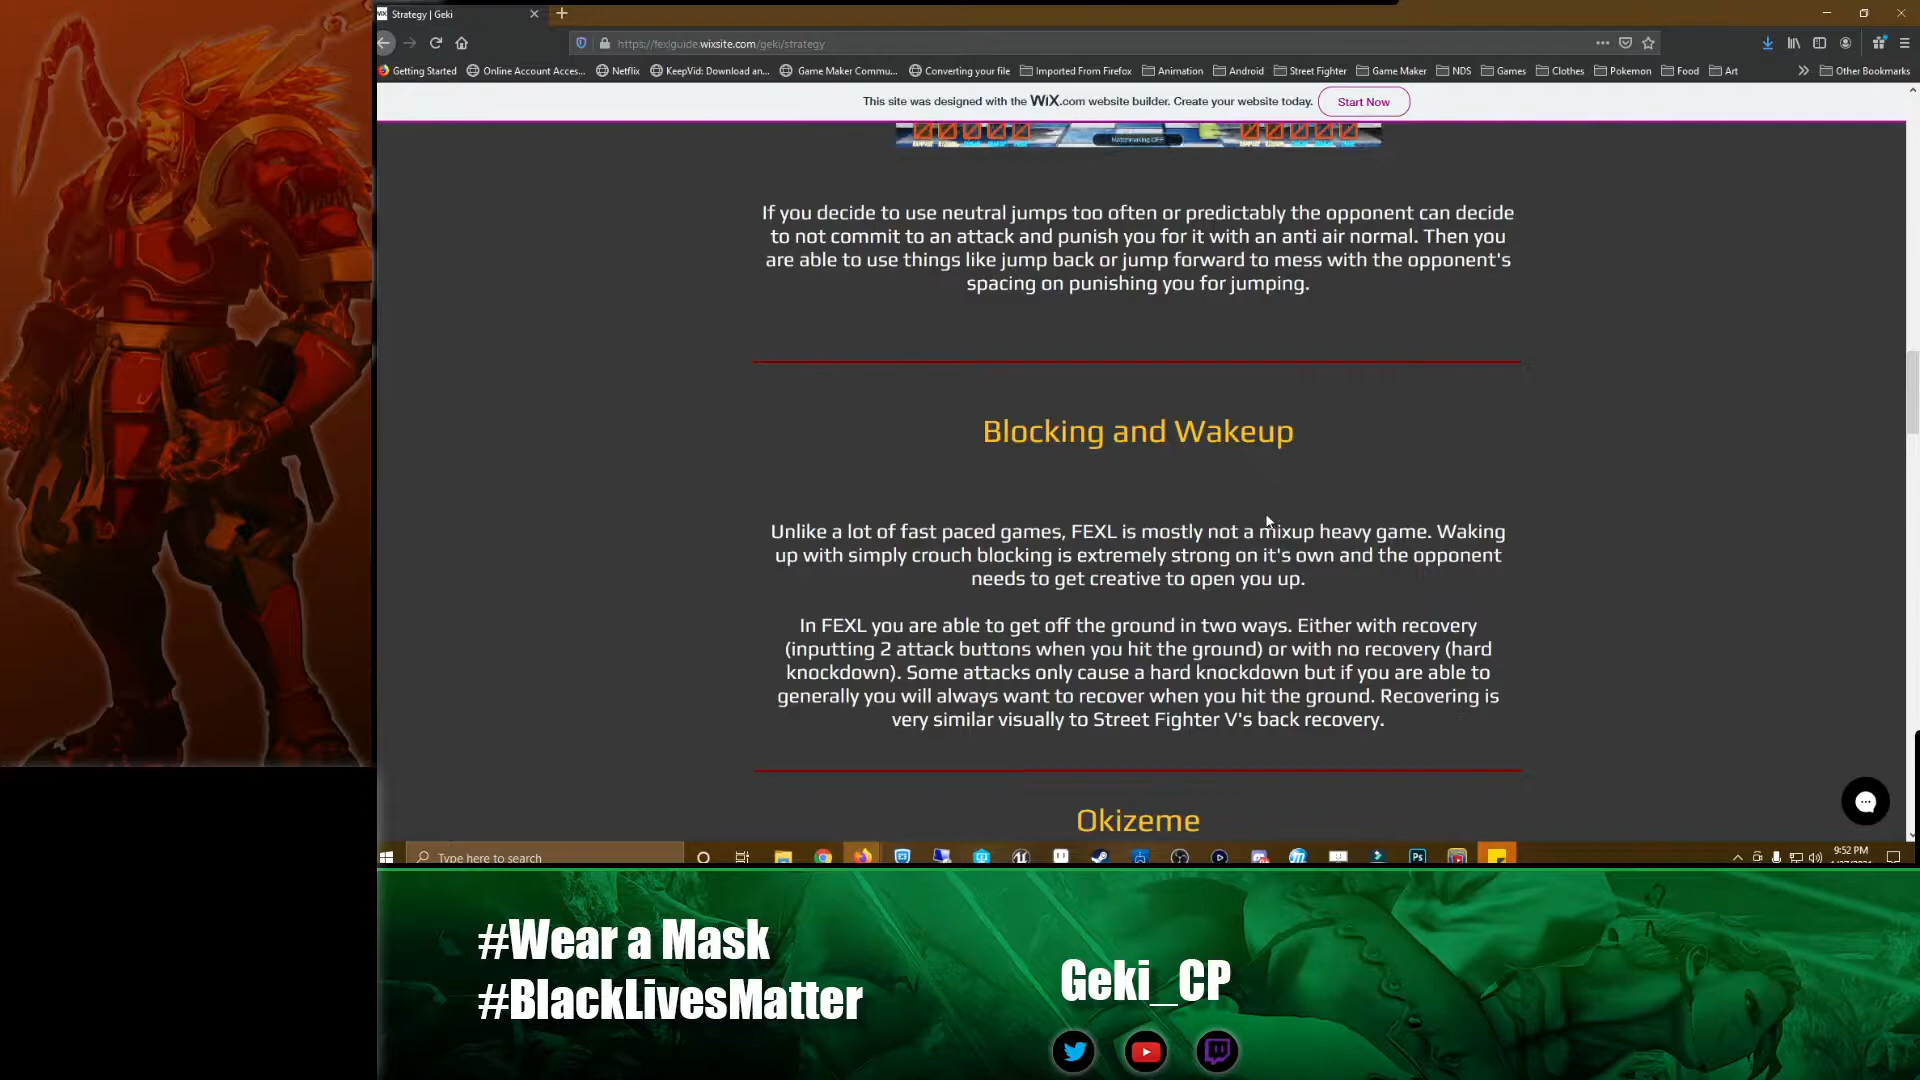 Strategy | Geki
https://fexlguide.wixsite.com/geki/strategy
Getting Started
Online Account Acces...
Netflix
KeepVid: Download an...
Game Maker Commu...
Converting your file
Imported From Firefox
Animation
Android
Street Fighter
Game Maker
NDS
Games
Clothes
Pokemon
Food
Art
Other Bookmarks
This site was designed with the WiX.com website builder. Create your website today.
Start Now
Matchmaking OFF
If you decide to use neutral jumps too often or predictably the opponent can decide
to not commit to an attack and punish you for it with an anti air normal. Then you
are able to use things like jump back or jump forward to mess with the opponent's
spacing on punishing you for jumping.
Blocking and Wakeup
Unlike a lot of fast paced games, FEXL is mostly not a mixup heavy game. Waking
up with simply crouch blocking is extremely strong on it's own and the opponent
needs to get creative to open you up.
In FEXL you are able to get off the ground in two ways. Either with recovery
(inputting 2 attack buttons when you hit the ground) or with no recovery (hard
knockdown). Some attacks only cause a hard knockdown but if you are able to
generally you will always want to recover when you hit the ground. Recovering is
very similar visually to Street Fighter V's back recovery.
Okizeme
Type here to search
Ps
9:52 PM
#Wear a Mask
#BlackLivesMatter
Geki_CP